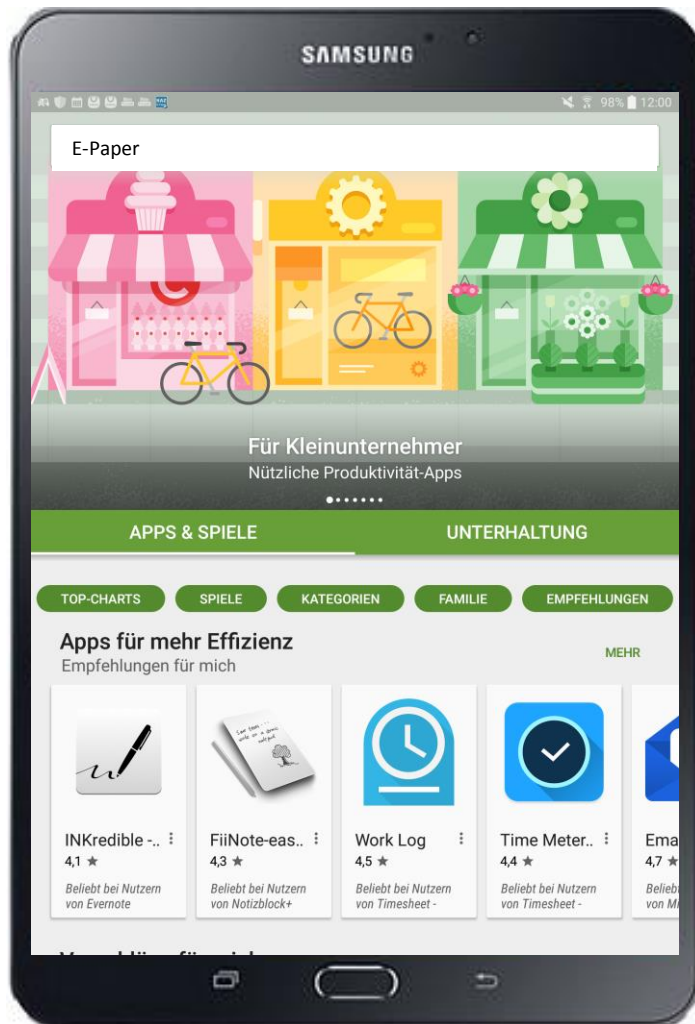 SAMSUNG
98% 12:00
E-Paper
Für Kleinunternehmer
Nützliche Produktivität-Apps
APPS & SPIELE UNTERHALTUNG
TOP-CHARTS SPIELE KATEGORIEN FAMILIE EMPFEHLUNGEN
Apps für mehr Effizienz
MEHR
Empfehlungen für mich
INKredible -.. FiiNote-eas.. Work Log Time Meter.. Ema
4,1 ★ 4,3 ★ 4,5 ★ 4,4 ★ 4,7 ★
Beliebt bei Nutzern Beliebt bei Nutzern Beliebt bei Nutzern Beliebt bei Nutzern Beliebt
von Evernote von Notizblock+ von Timesheet - von Timesheet - von Mi